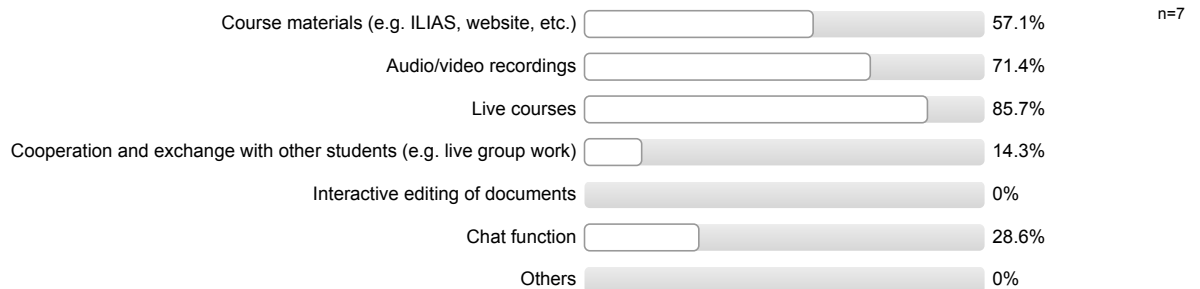 Course materials (e.g. ILIAS, website, etc.) 57.1% n=7
Audio/video recordings 71.4%
Live courses 85.7%
Cooperation and exchange with other students (e.g. live group work) 14.3%
Interactive editing of documents 0%
Chat function 28.6%
Others 0%